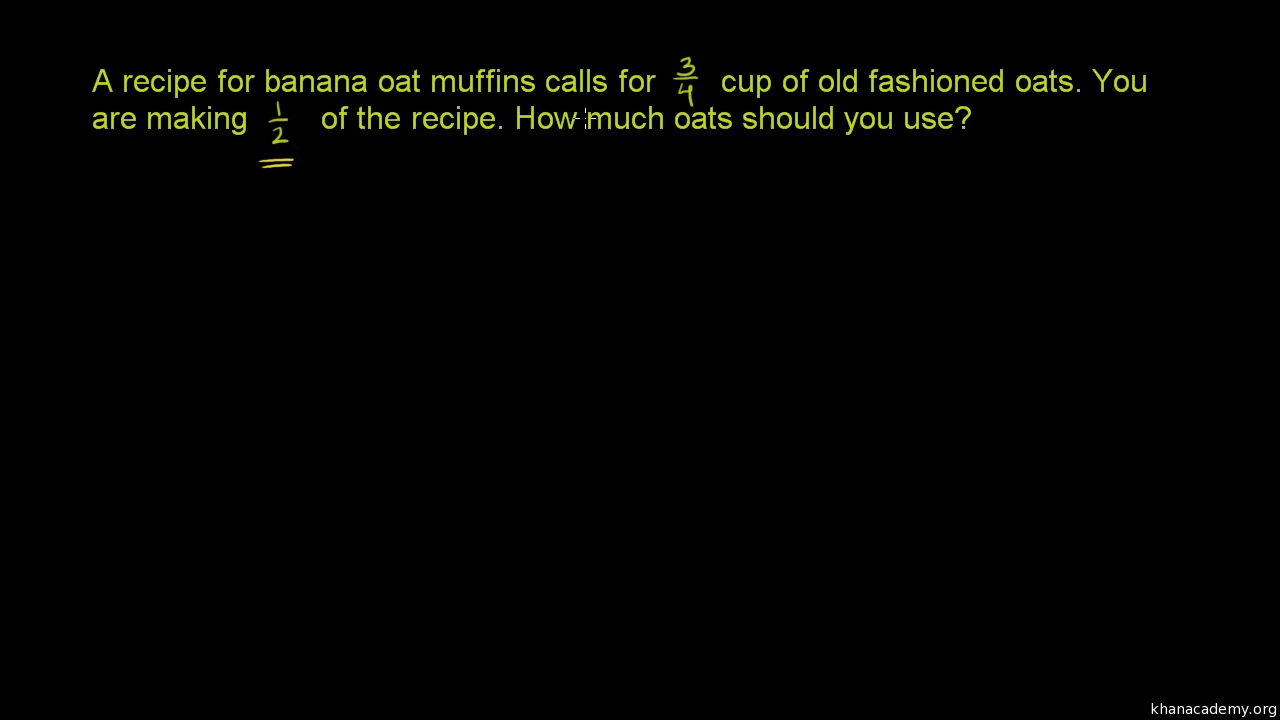 A recipe for banana oat muffins calls for 3/4 cup of old fashioned oats. You
are making 1/2 of the recipe. How much oats should you use?
khanacademy.org